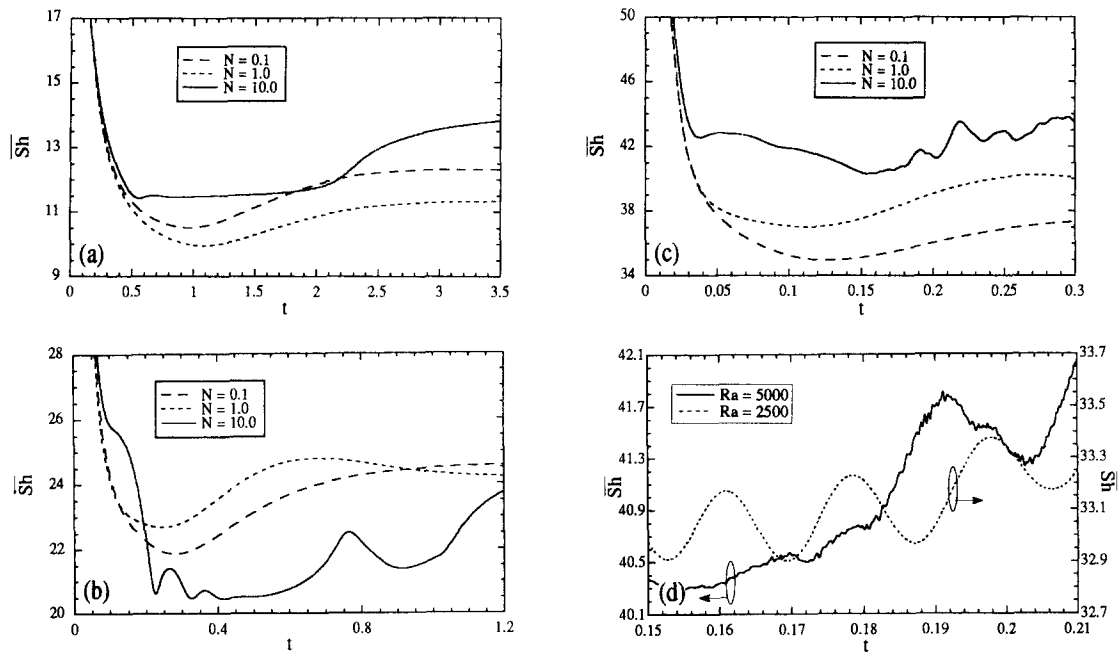 17
15
13
11
9
Sh
N = 0.1
N = 1.0
N = 10.0
(a)
0 0.5 1 1.5 2 2.5 3 3.5
t
50
46
42
38
34
Sh
N = 0.1
N = 1.0
N = 10.0
(c)
0 0.05 0.1 0.15 0.2 0.25 0.3
t
28
26
24
22
20
Sh
N = 0.1
N = 1.0
N = 10.0
(b)
0 0.4 0.8 1.2
t
42.1
41.7
41.3
40.9
40.5
40.1
Sh
Ra = 5000
Ra = 2500
(d)
33.7
33.5
33.3
33.1
32.9
32.7
Sh
0.15 0.16 0.17 0.18 0.19 0.20 0.21
t